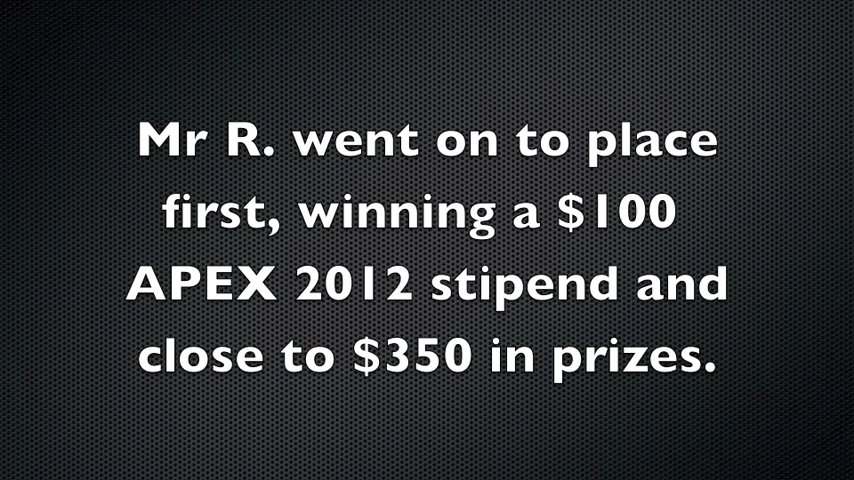 Mr R. went on to place
first, winning a $100
APEX 2012 stipend and
close to $350 in prizes.